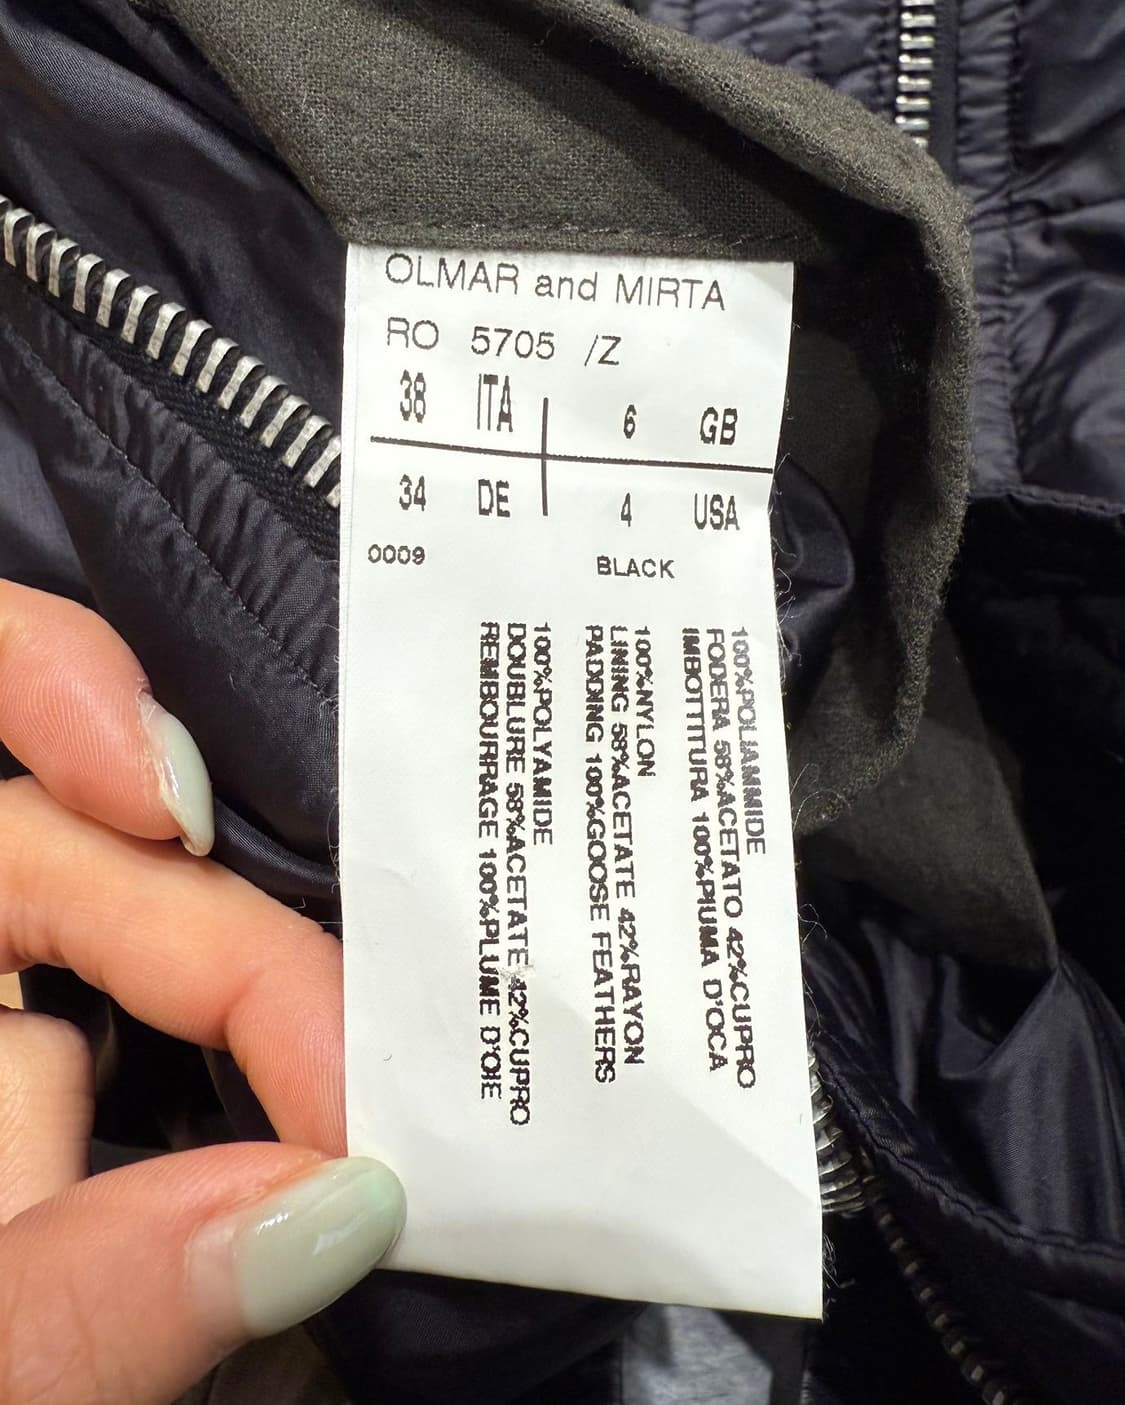 OLMAR and MIRTA
RO 5705 /Z
38 ITA 6 GB
34 DE 4 USA
0009 BLACK
100%POLIAMMIDE
FODERA 58%ACETATO 42%CUPRO
IMBOTTITURA 100%PIUMA D'OCA
100%NYLON
LINING 58%ACETATE 42%RAYON
PADDING 100%GOOSE FEATHERS
100%POLYAMIDE
DOUBLURE 58%ACETATE 42%CUPRO
REMBOURRAGE 100%PLUME D'OIE